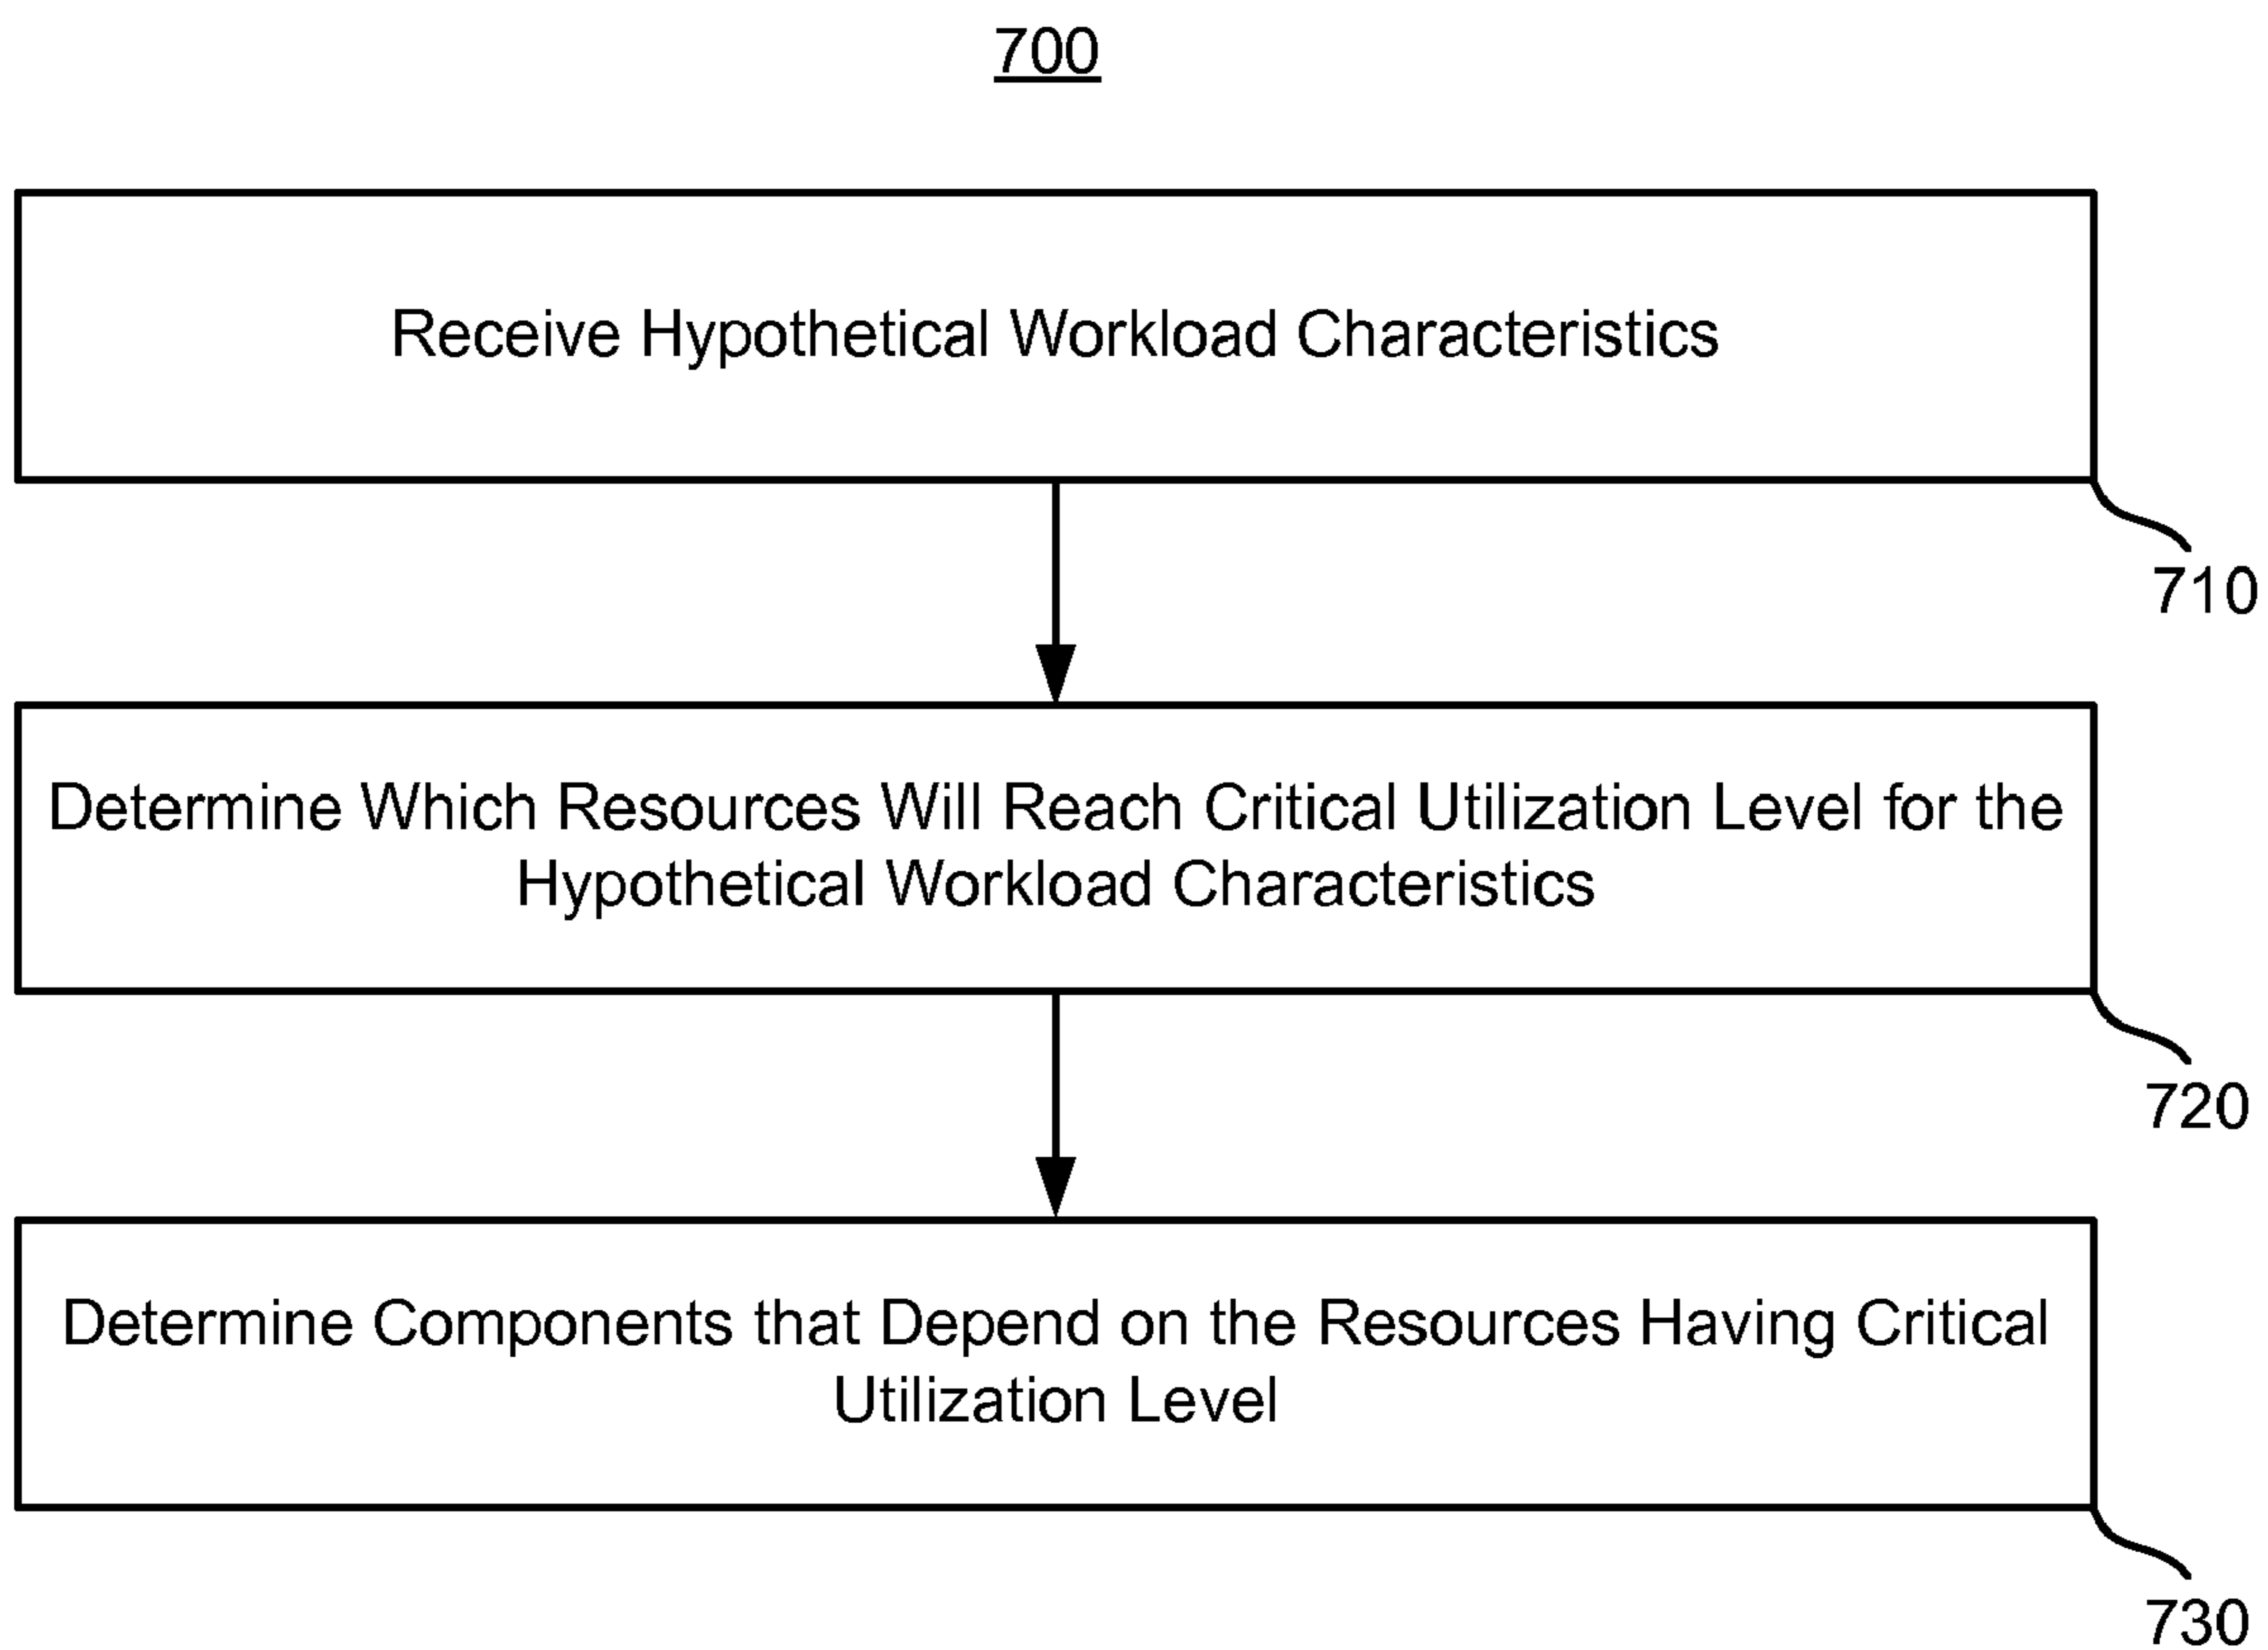 700
Receive Hypothetical Workload Characteristics
710
Determine Which Resources Will Reach Critical Utilization Level for the
Hypothetical Workload Characteristics
720
Determine Components that Depend on the Resources Having Critical
Utilization Level
730